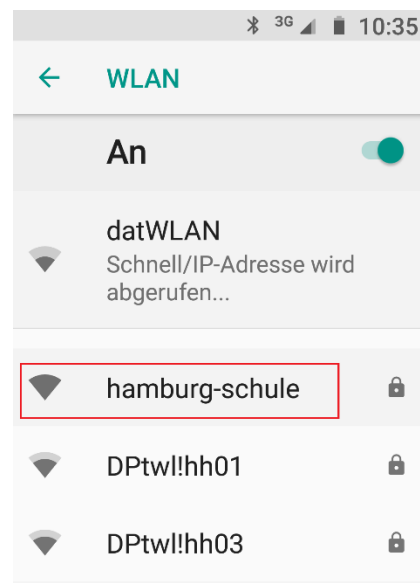 3G 10:35
WLAN
An
datWLAN
Schnell/IP-Adresse wird
abgerufen...
hamburg-schule
DPtwl!hh01
DPtwl!hh03